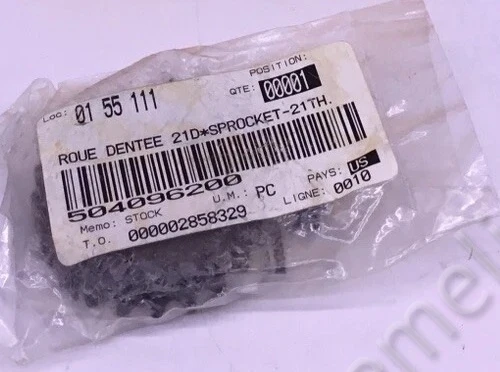 POSITION:
LOC: 01 55 111 QTE: 00001
ROUE DENTEE 21D*SPROCKET-21TH.
504096200
U.M.: PC PAYS: US
Memo: STOCK LIGNE: 0010
T.O. 000002858329